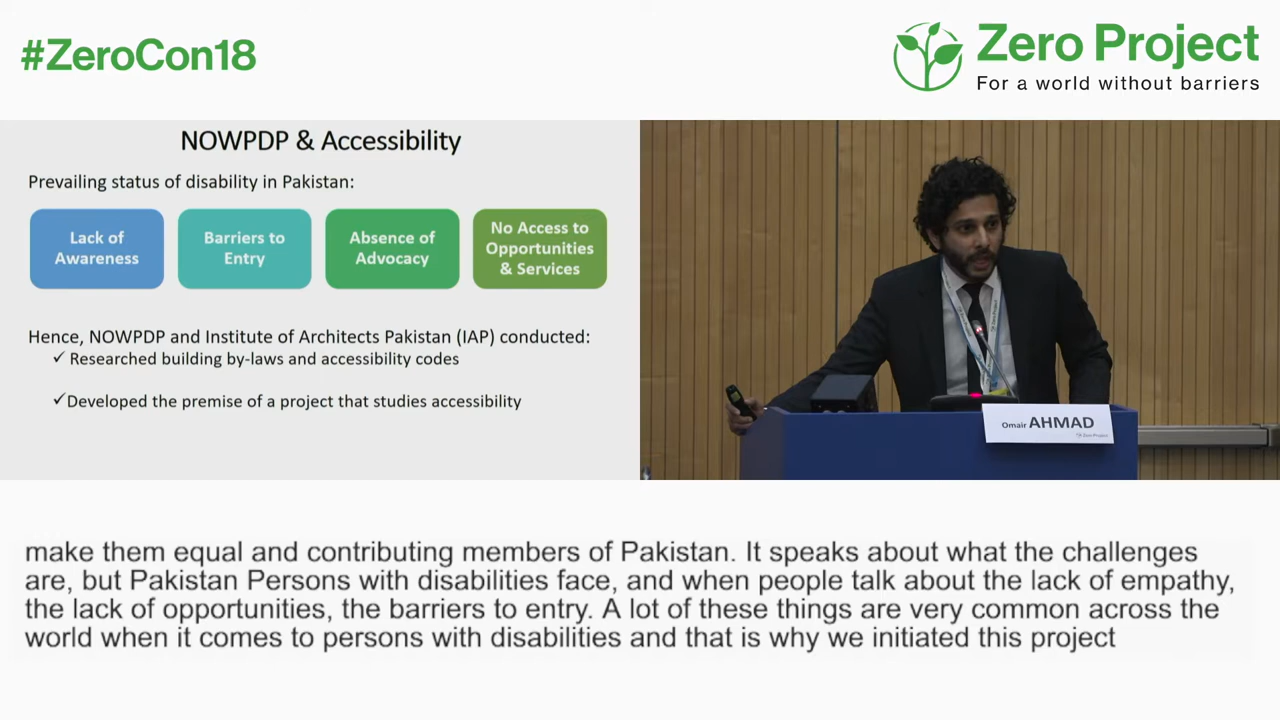 #ZeroCon18
Zero Project
For a world without barriers
NOWPDP & Accessibility
Prevailing status of disability in Pakistan:
Lack of
Awareness
Barriers to
Entry
Absence of
Advocacy
No Access to
Opportunities
& Services
Hence, NOWPDP and Institute of Architects Pakistan (IAP) conducted:
✓ Researched building by-laws and accessibility codes
✓Developed the premise of a project that studies accessibility
Omair AHMAD
Zero Project
make them equal and contributing members of Pakistan. It speaks about what the challenges
are, but Pakistan Persons with disabilities face, and when people talk about the lack of empathy,
the lack of opportunities, the barriers to entry. A lot of these things are very common across the
world when it comes to persons with disabilities and that is why we initiated this project